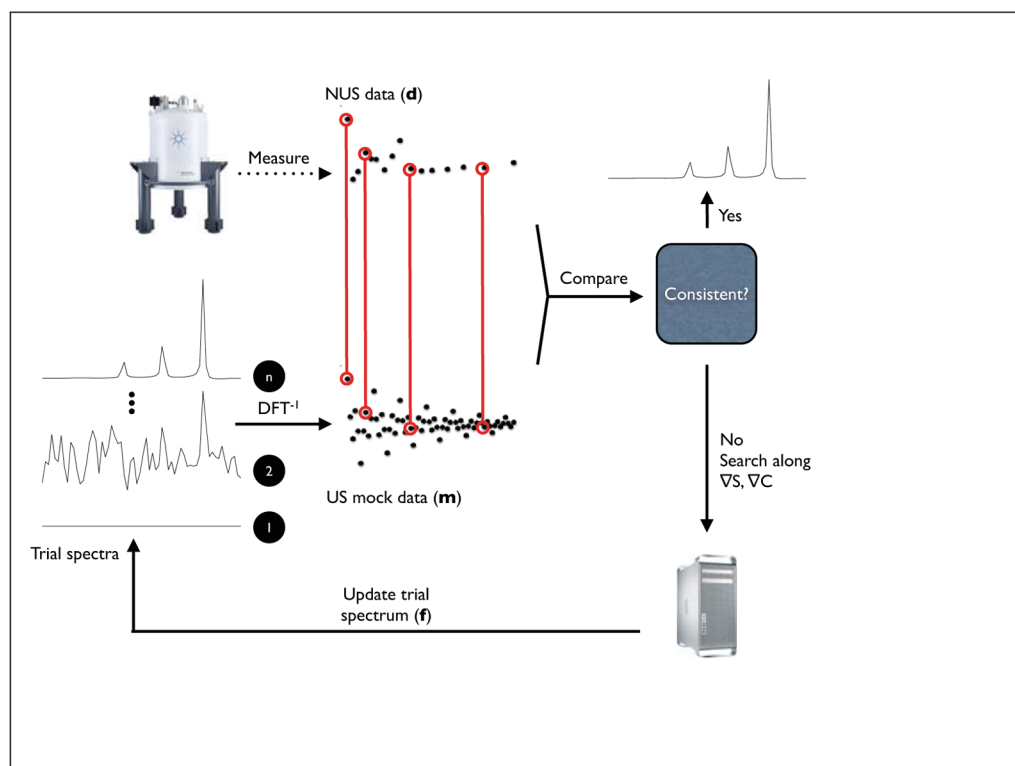 NUS data (d)
Measure
Yes
Compare
Consistent?
n
DFT-1
2
No
Search along
∇S, ∇C
US mock data (m)
1
Trial spectra
Update trial
spectrum (f)